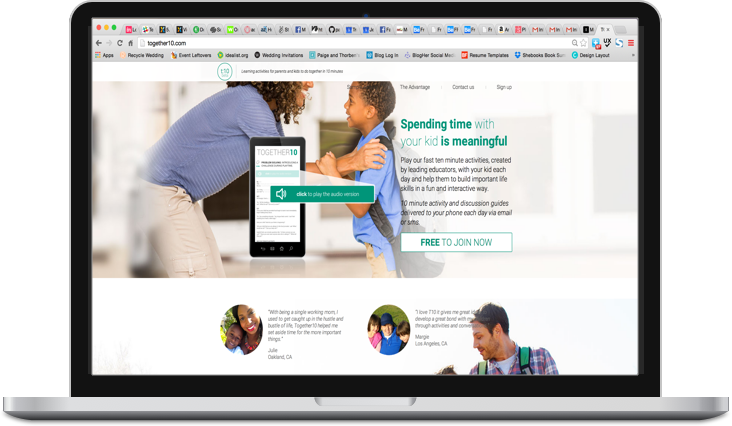 together10.com
Apps
Recycle Wedding
Event Leftovers
idealist.org
Wedding Invitations
Paige and Thorber
Blog Log In
BlogHer Social Med
Resume Templates
Shebooks Book Sub
Design Layout
t10
Learning activities for parents and kids to do together in 10 minutes
The Advantage
Contact us
Sign up
Spending time with
your kid is meaningful
Play our fast ten minute activities, created
by leading educators, with your kid each
day and help them to build important life
skills in a fun and interactive way.
10 minute activity and discussion guides
delivered to your phone each day via email
or sms.
FREE TO JOIN NOW
TOGETHER10
click to play the audio version
"With being a single working mom, I
used to get caught up in the hustle and
bustle of life, Together10 helped me
set aside time for the more important
things."
Julie
Oakland, CA
"I love T10 it gives me great
develop a great bond with my
through activities and
Margie
Los Angeles, CA